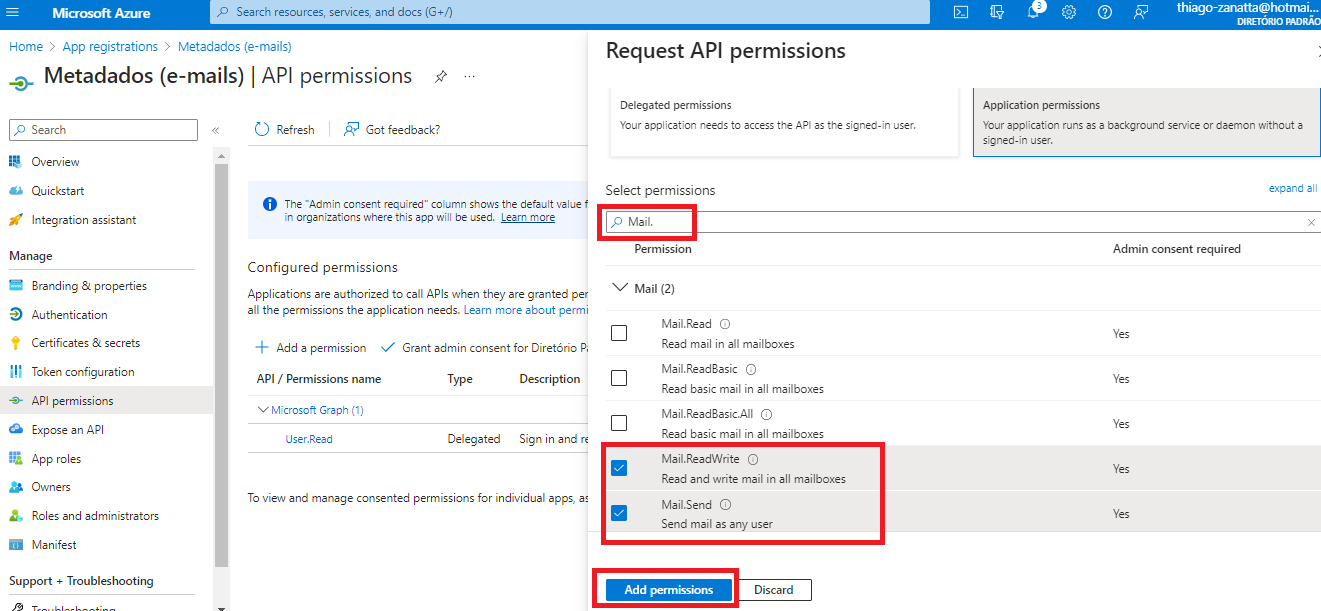 Microsoft Azure
Search resources, services, and docs (G+/)
3
thiago-zanatta@hotmai...
DIRETÓRIO PADRÃO
Home > App registrations > Metadados (e-mails)
Metadados (e-mails) | API permissions
...
Search
«
Overview
Quickstart
Integration assistant
Manage
Branding & properties
Authentication
Certificates & secrets
Token configuration
API permissions
Expose an API
App roles
Owners
Roles and administrators
Manifest
Support + Troubleshooting
Troubleshooting
Refresh
Got feedback?
The "Admin consent required" column shows the default value f
in organizations where this app will be used. Learn more
Configured permissions
Applications are authorized to call APIs when they are granted per
all the permissions the application needs. Learn more about permi
Add a permission
Grant admin consent for Diretório Pa
API / Permissions name Type Description
Microsoft Graph (1)
User.Read Delegated Sign in and re
To view and manage consented permissions for individual apps, as
Request API permissions
Delegated permissions
Your application needs to access the API as the signed-in user.
Application permissions
Your application runs as a background service or daemon without a
signed-in user.
Select permissions
expand all
Mail.
Permission Admin consent required
Mail (2)
Mail.Read
Read mail in all mailboxes
Yes
Mail.ReadBasic
Read basic mail in all mailboxes
Yes
Mail.ReadBasic.All
Read basic mail in all mailboxes
Yes
Mail.ReadWrite
Read and write mail in all mailboxes
Yes
Mail.Send
Send mail as any user
Yes
Add permissions
Discard